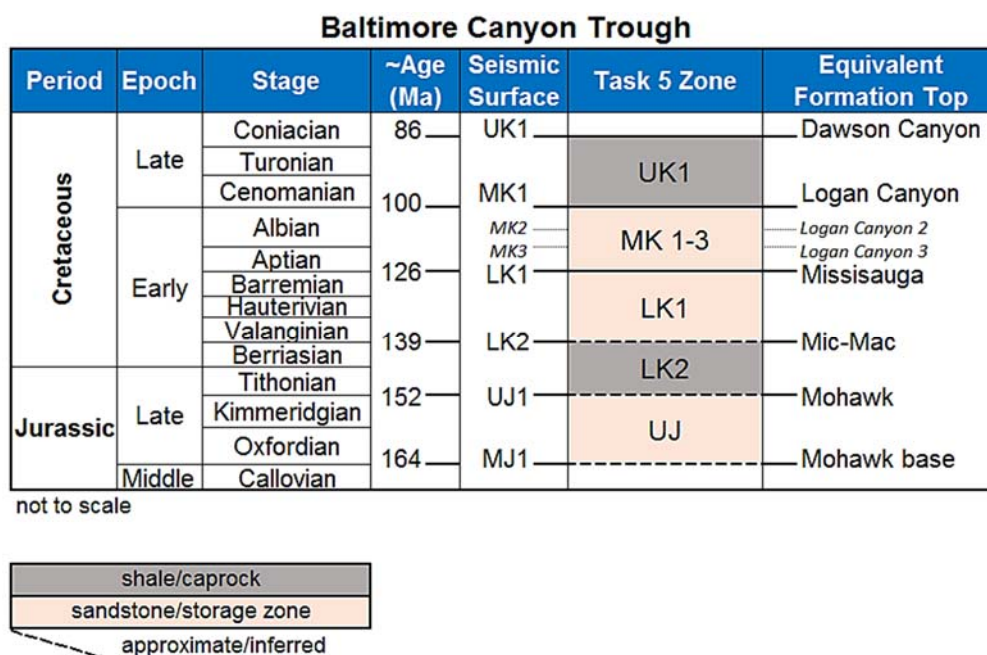 Baltimore Canyon Trough
Period Epoch Stage ~Age (Ma) Seismic Surface Task 5 Zone Equivalent Formation Top
Coniacian 86 UK1 Dawson Canyon
Late Turonian UK1
Cenomanian
100 MK1 Logan Canyon
Cretaceous
Albian MK2 MK 1-3 Logan Canyon 2
Aptian MK3 Logan Canyon 3
126 LK1 Missisauga
Early Barremian
Hauterivian LK1
Valanginian
139 LK2 Mic-Mac
Berriasian
Tithonian LK2
152 UJ1 Mohawk
Jurassic Late Kimmeridgian UJ
Oxfordian
164 MJ1 Mohawk base
Middle Callovian
not to scale
shale/caprock
sandstone/storage zone
approximate/inferred